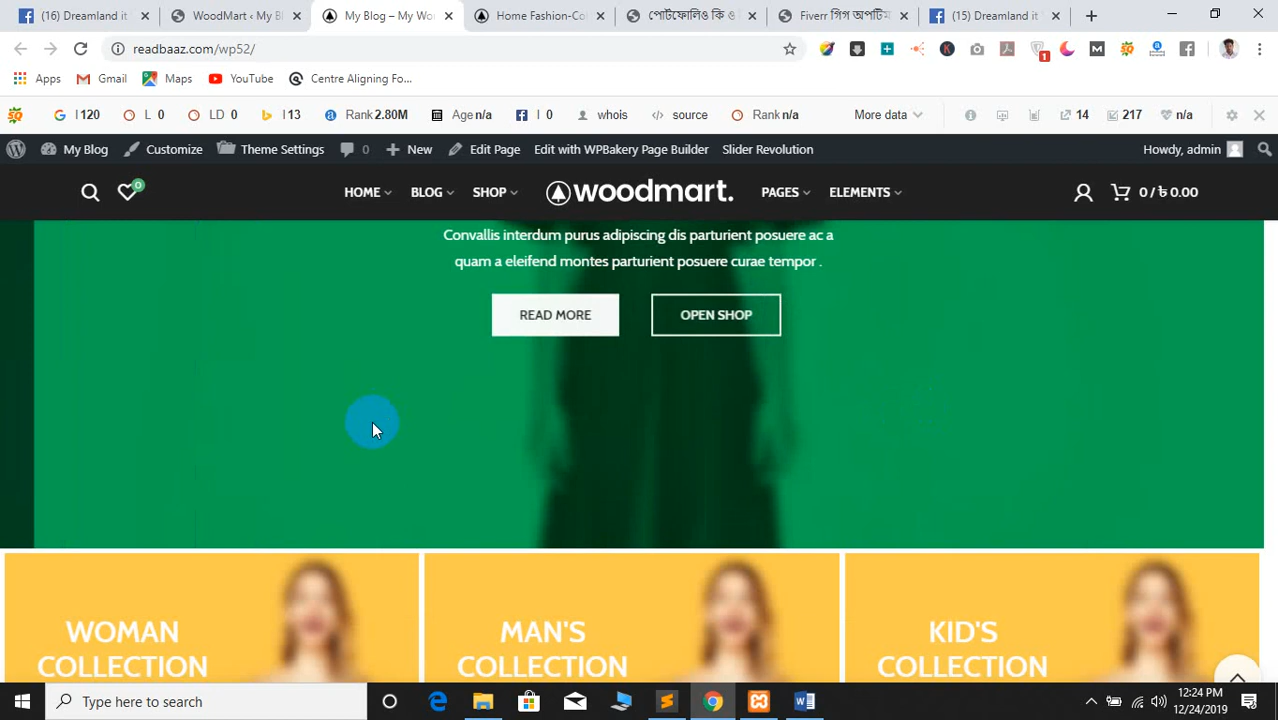 (16) Dreamland it
WoodMart ‹ My Bl
My Blog – My Wo
Home Fashion-Co
পোর্টফোলিও কি ও
Fiverr গিগ অপটিম
(15) Dreamland it
readbaaz.com/wp52/
1
Apps
Gmail
Maps
YouTube
Centre Aligning Fo...
I 120
L 0
LD 0
I 13
Rank 2.80M
Age n/a
I 0
whois
source
Rank n/a
More data
14
217
n/a
My Blog
Customize
Theme Settings
0
New
Edit Page
Edit with WPBakery Page Builder
Slider Revolution
Howdy, admin
0
HOME
BLOG
SHOP
woodmart.
PAGES
ELEMENTS
0 / ৳ 0.00
Convallis interdum purus adipiscing dis parturient posuere ac a
quam a eleifend montes parturient posuere curae tempor .
READ MORE
OPEN SHOP
WOMAN
COLLECTION
MAN'S
COLLECTION
KID'S
COLLECTION
Type here to search
12:24 PM
12/24/2019